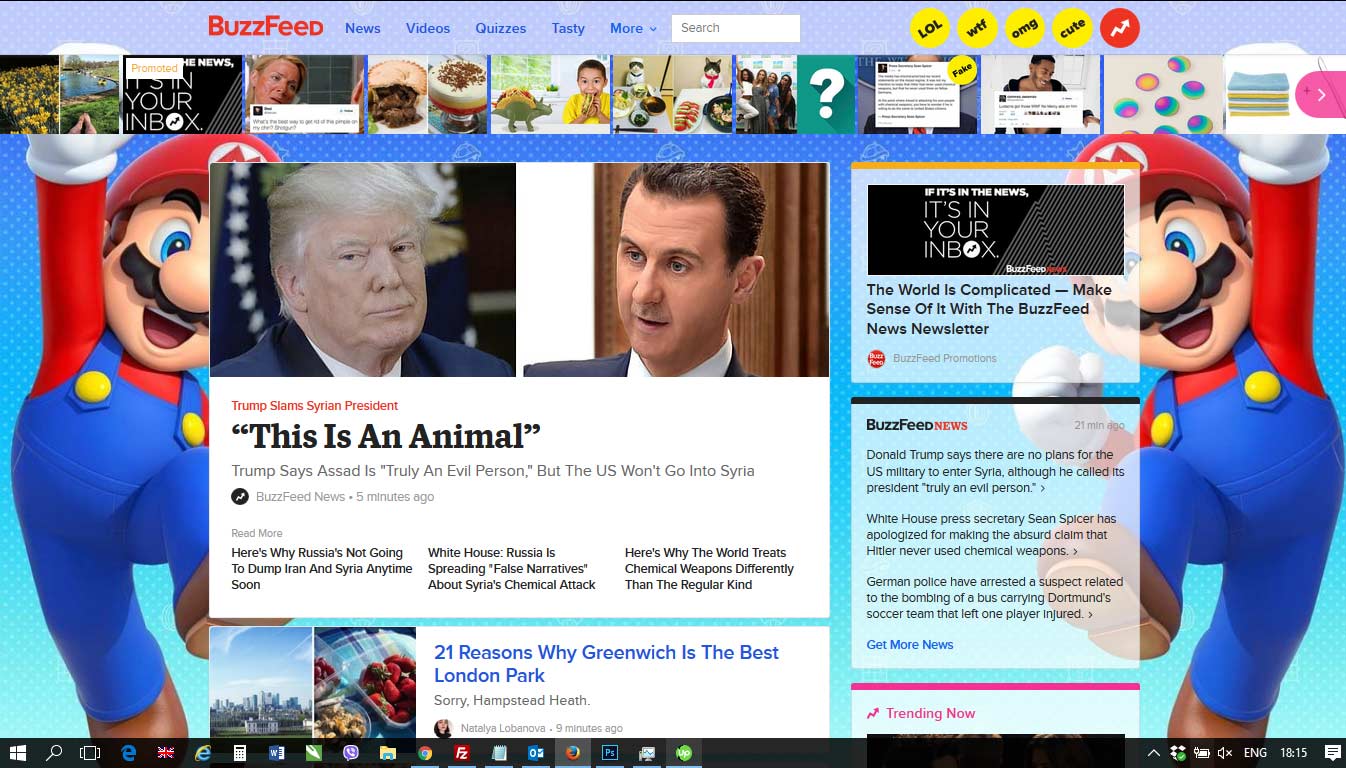 BuzzFeed
News
Videos
Quizzes
Tasty
More
Search
LOL
wtf
omg
cute
Promoted
HE NEWS,
IT'S IN
YOUR
INBOX.
What's the best way to get rid of this pimple on
my chin? Shotgun?
?
Fake
Trump Slams Syrian President
“This Is An Animal”
Trump Says Assad Is "Truly An Evil Person," But The US Won't Go Into Syria
BuzzFeed News • 5 minutes ago
Read More
Here's Why Russia's Not Going
To Dump Iran And Syria Anytime
Soon
White House: Russia Is
Spreading "False Narratives"
About Syria's Chemical Attack
Here's Why The World Treats
Chemical Weapons Differently
Than The Regular Kind
21 Reasons Why Greenwich Is The Best
London Park
Sorry, Hampstead Heath.
Natalya Lobanova • 9 minutes ago
IF IT'S IN THE NEWS,
IT'S IN
YOUR
INBOX.
BuzzFeed NEWS
The World Is Complicated — Make
Sense Of It With The BuzzFeed
News Newsletter
Buzz
Feed
BuzzFeed Promotions
BuzzFeed NEWS
21 min ago
Donald Trump says there are no plans for the
US military to enter Syria, although he called its
president "truly an evil person." ›
White House press secretary Sean Spicer has
apologized for making the absurd claim that
Hitler never used chemical weapons. ›
German police have arrested a suspect related
to the bombing of a bus carrying Dortmund's
soccer team that left one player injured. ›
Get More News
Trending Now
ENG
18:15